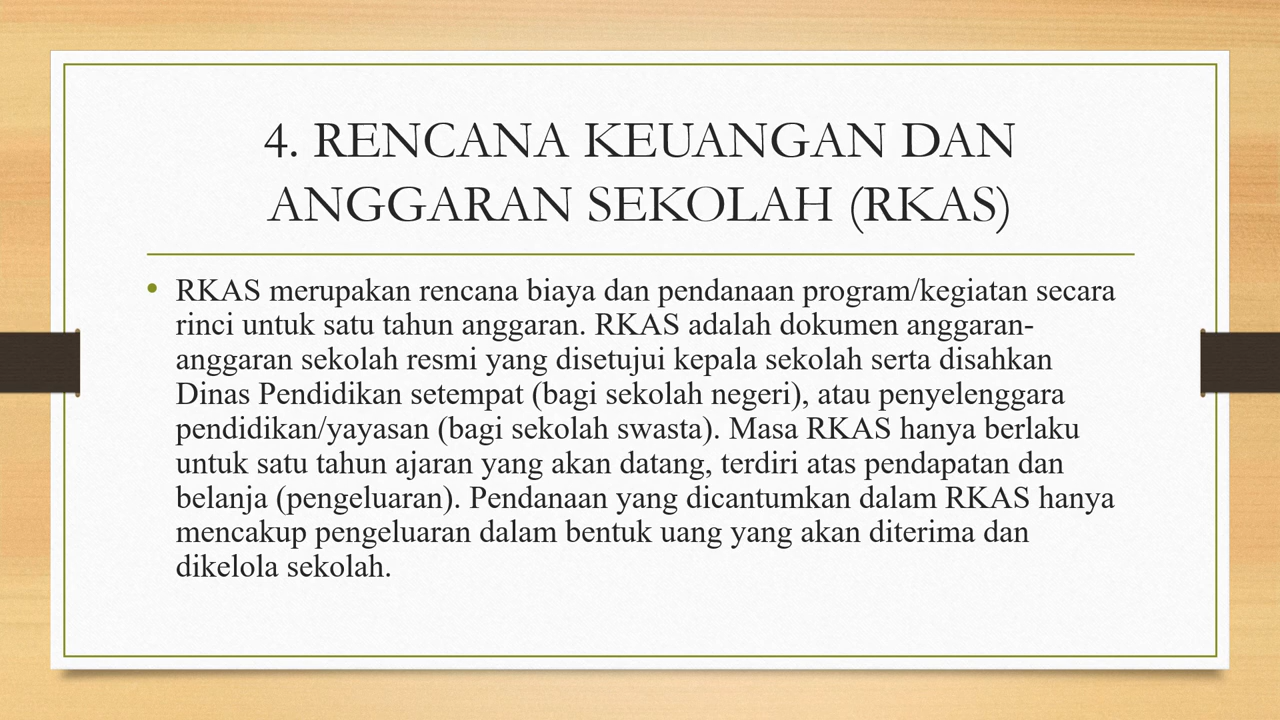 4. RENCANA KEUANGAN DAN
ANGGARAN SEKOLAH (RKAS)
• RKAS merupakan rencana biaya dan pendanaan program/kegiatan secara
rinci untuk satu tahun anggaran. RKAS adalah dokumen anggaran-
anggaran sekolah resmi yang disetujui kepala sekolah serta disahkan
Dinas Pendidikan setempat (bagi sekolah negeri), atau penyelenggara
pendidikan/yayasan (bagi sekolah swasta). Masa RKAS hanya berlaku
untuk satu tahun ajaran yang akan datang, terdiri atas pendapatan dan
belanja (pengeluaran). Pendanaan yang dicantumkan dalam RKAS hanya
mencakup pengeluaran dalam bentuk uang yang akan diterima dan
dikelola sekolah.